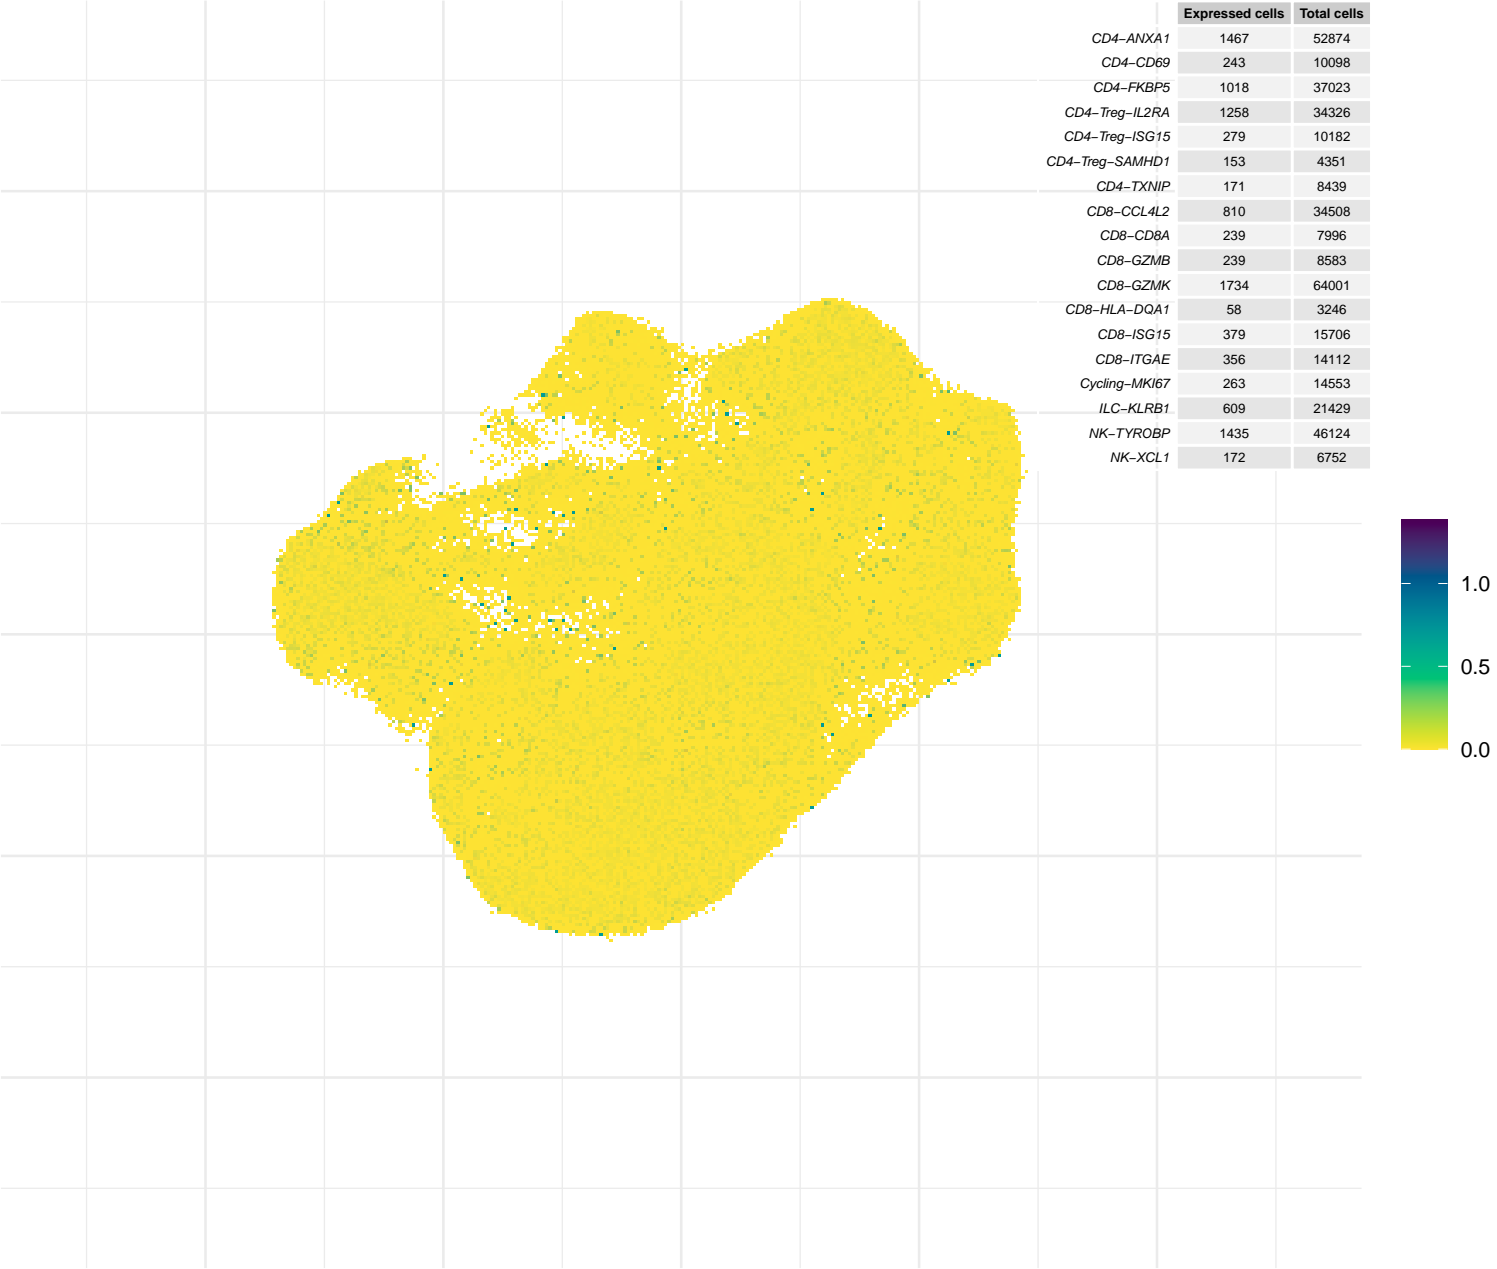 Expressed cells Total cells
CD4−ANXA1 1467 52874
CD4−CD69 243 10098
CD4−FKBP5 1018 37023
CD4−Treg−IL2RA 1258 34326
CD4−Treg−ISG15 279 10182
CD4−Treg−SAMHD1 153 4351
CD4−TXNIP 171 8439
CD8−CCL4L2 810 34508
CD8−CD8A 239 7996
CD8−GZMB 239 8583
CD8−GZMK 1734 64001
CD8−HLA−DQA1 58 3246
CD8−ISG15 379 15706
CD8−ITGAE 356 14112
Cycling−MKI67 263 14553
ILC−KLRB1 609 21429
NK−TYROBP 1435 46124
NK−XCL1 172 6752
1.0
0.5
0.0